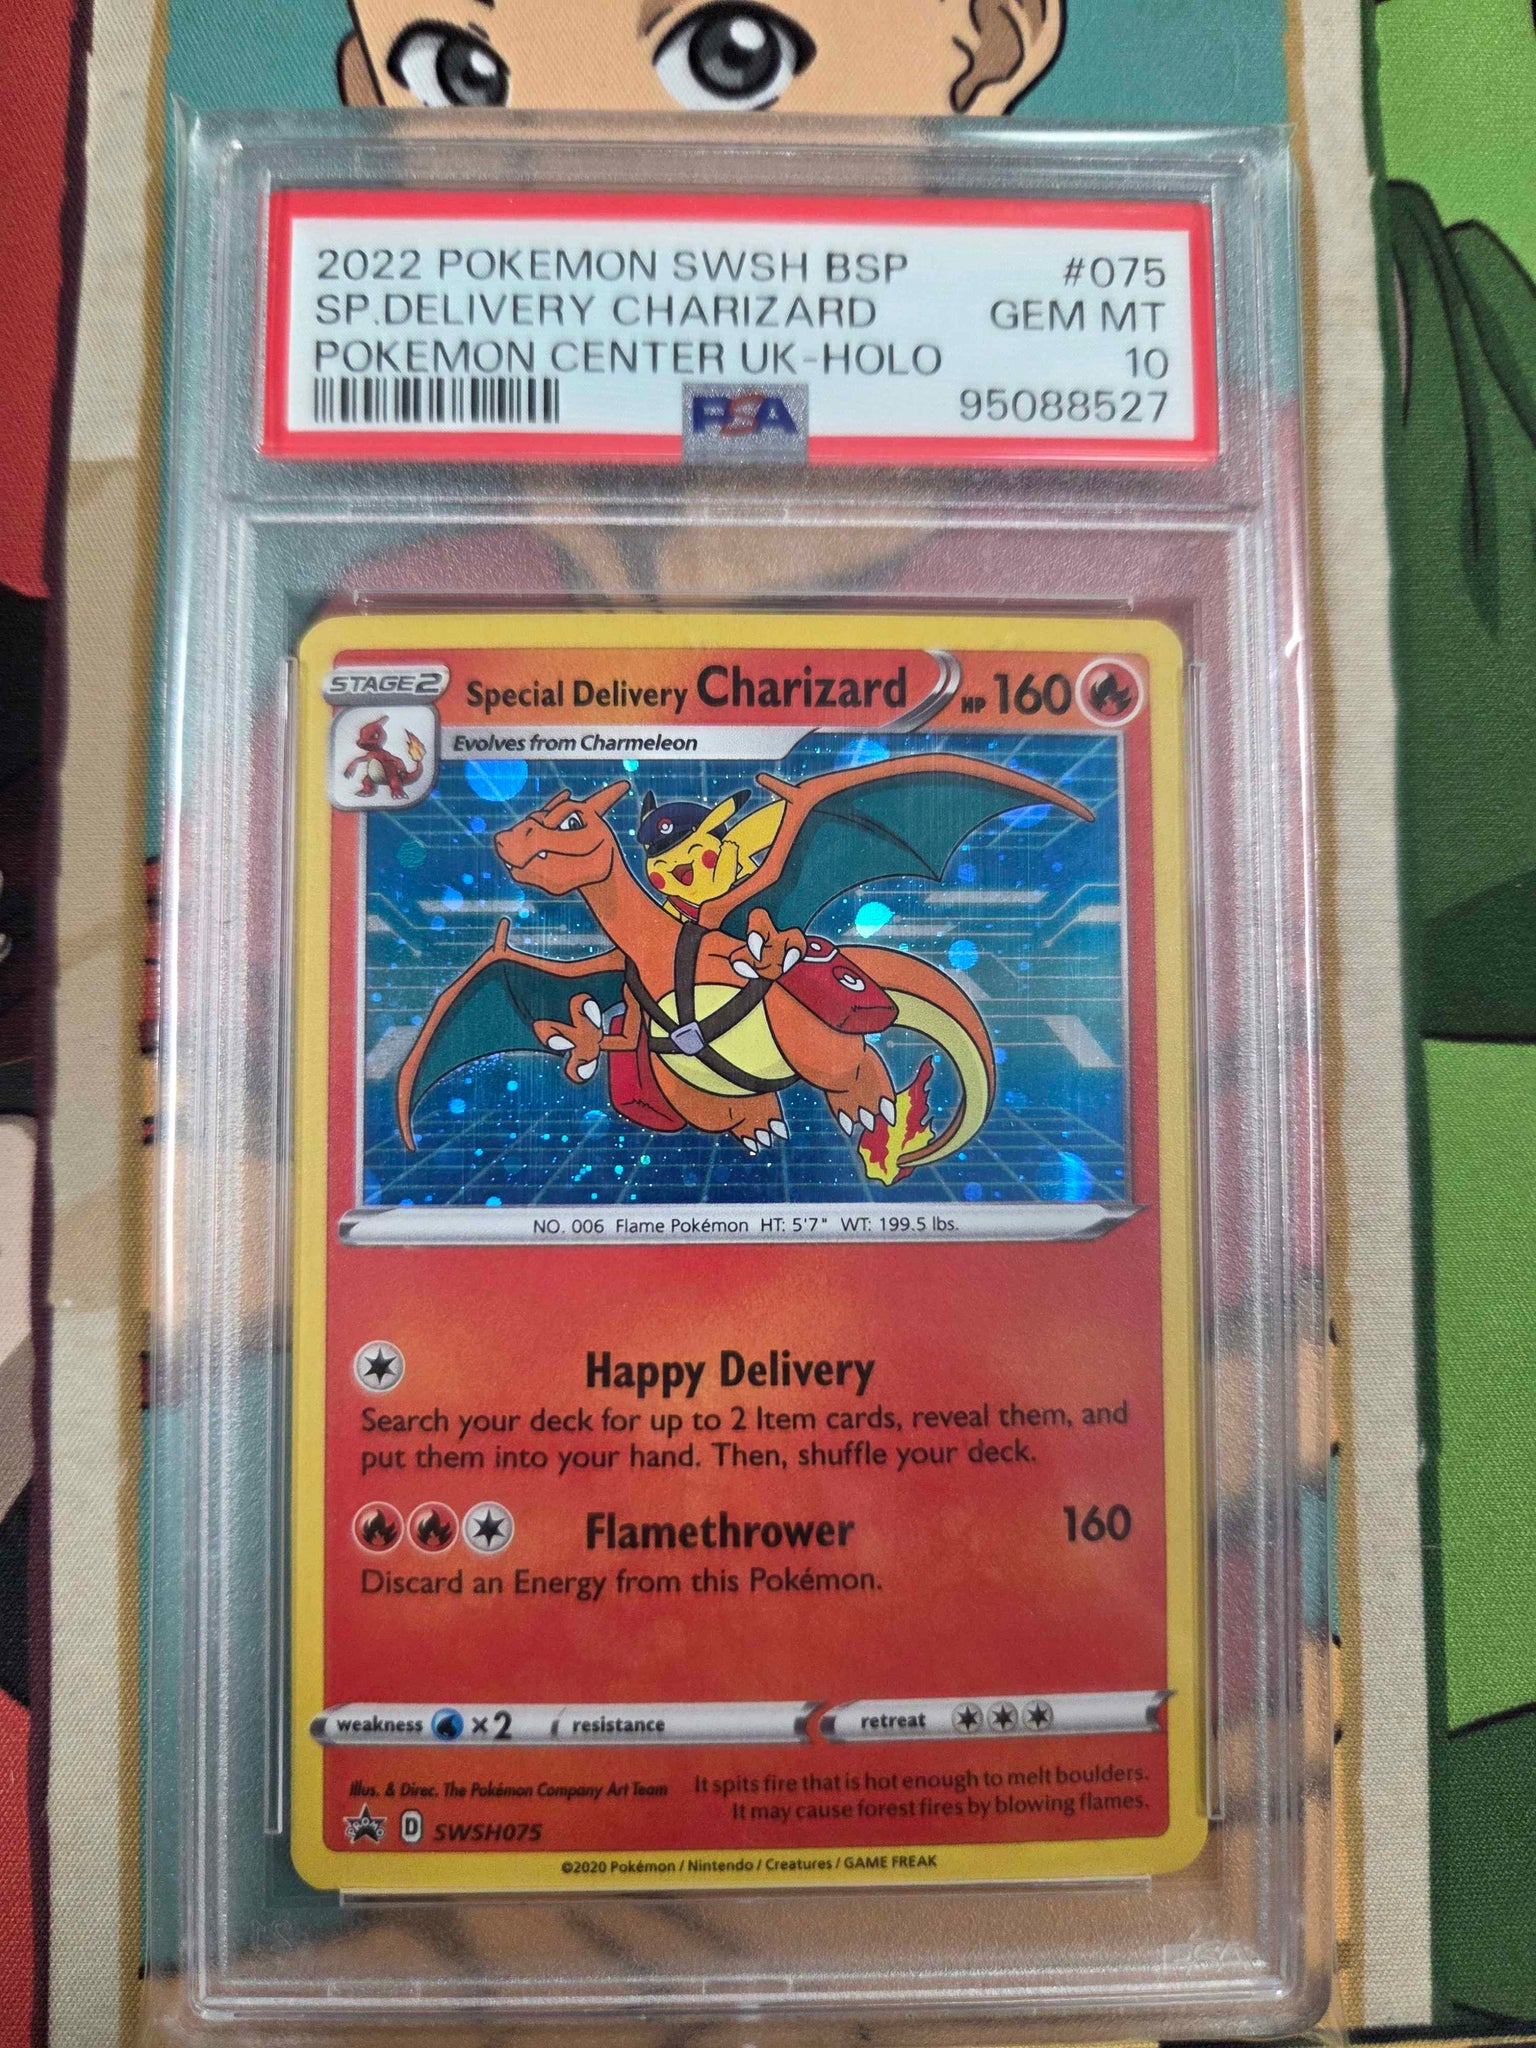 2022 POKEMON SWSH BSP #075
SP.DELIVERY CHARIZARD GEM MT
POKEMON CENTER UK-HOLO 10
PSA 95088527
STAGE 2 Special Delivery Charizard HP 160
Evolves from Charmeleon
NO. 006 Flame Pokémon HT: 5'7" WT: 199.5 lbs.
Happy Delivery
Search your deck for up to 2 Item cards, reveal them, and
put them into your hand. Then, shuffle your deck.
Flamethrower 160
Discard an Energy from this Pokémon.
weakness ×2 resistance retreat
Illus. & Direc. The Pokémon Company Art Team
It spits fire that is hot enough to melt boulders.
It may cause forest fires by blowing flames.
PROMO D SWSH075
©2020 Pokémon / Nintendo / Creatures / GAME FREAK
PSA